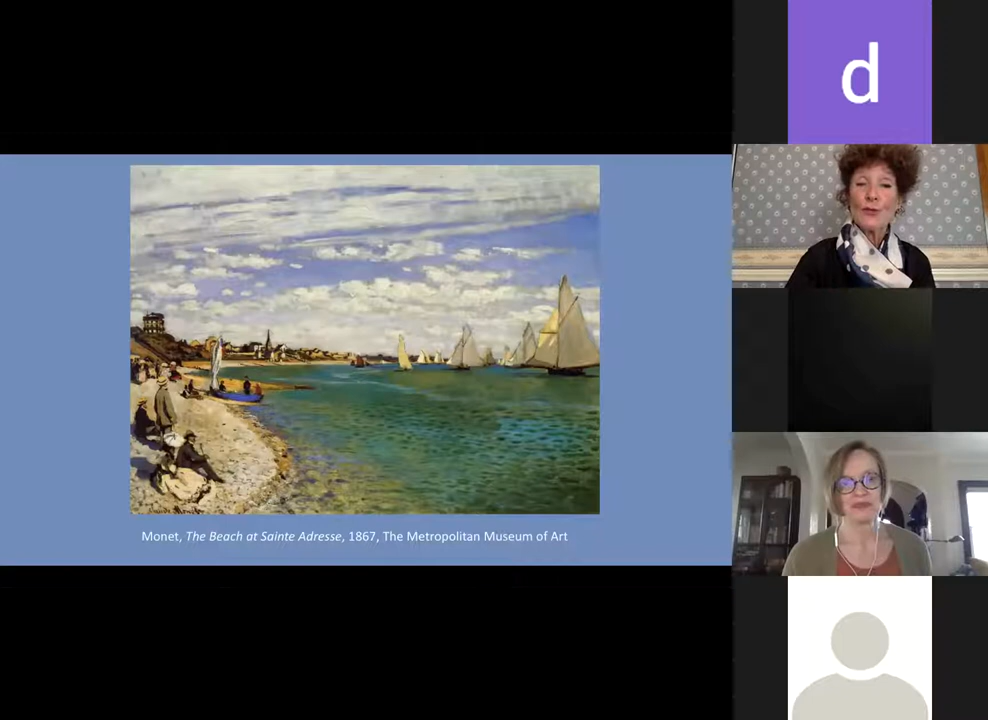 d
Monet, The Beach at Sainte Adresse, 1867, The Metropolitan Museum of Art